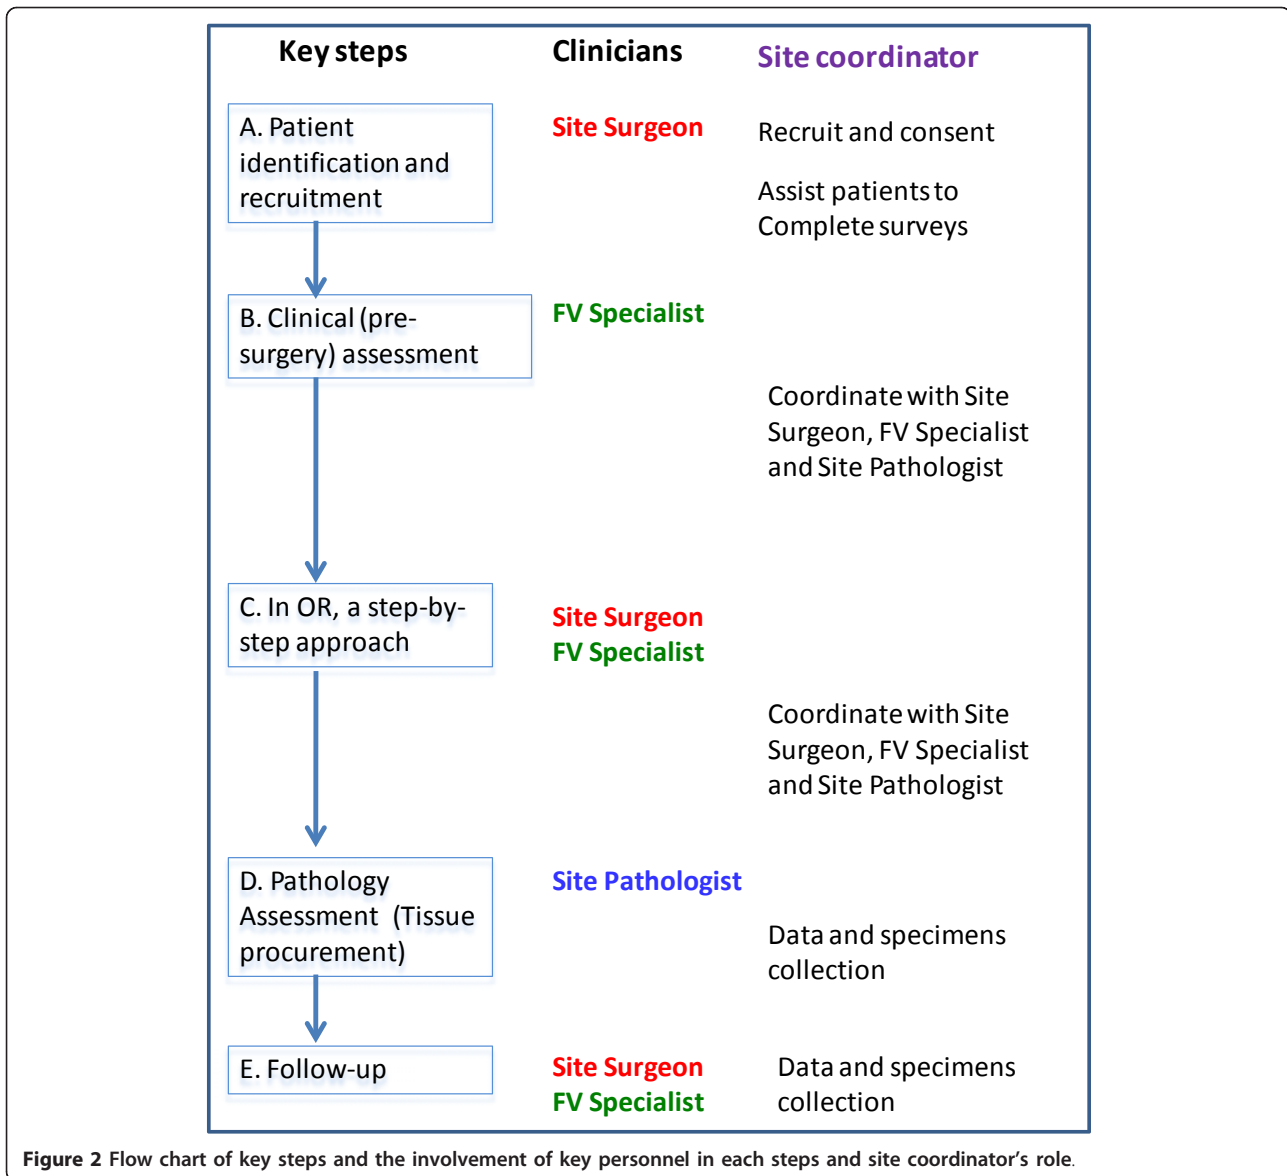 Key steps
Clinicians
Site coordinator
A. Patient
identification and
recruitment
Site Surgeon
Recruit and consent
Assist patients to
Complete surveys
B. Clinical (pre-
surgery) assessment
FV Specialist
Coordinate with Site
Surgeon, FV Specialist
and Site Pathologist
C. In OR, a step-by-
step approach
Site Surgeon
FV Specialist
Coordinate with Site
Surgeon, FV Specialist
and Site Pathologist
D. Pathology
Assessment (Tissue
procurement)
Site Pathologist
Data and specimens
collection
E. Follow-up
Site Surgeon
FV Specialist
Data and specimens
collection
Figure 2 Flow chart of key steps and the involvement of key personnel in each steps and site coordinator's role.